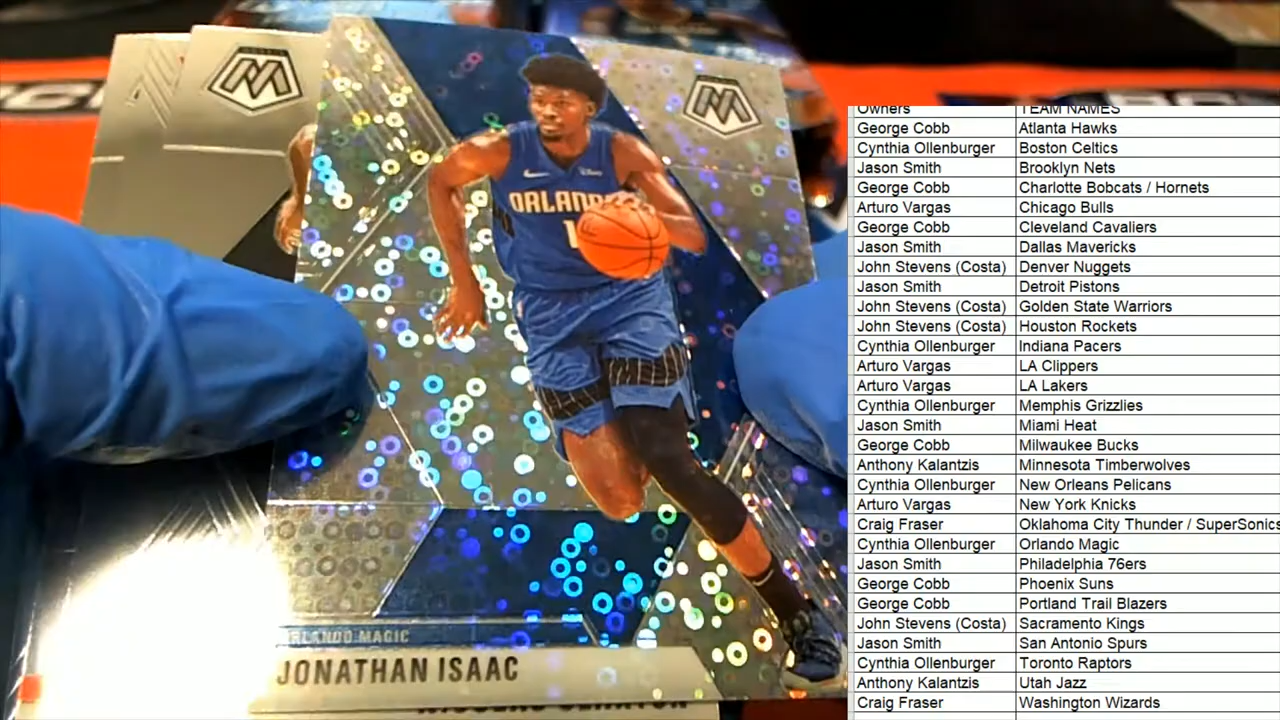 ORLANDO
ORLANDO MAGIC
JONATHAN ISAAC
Owners TEAM NAMES
George Cobb Atlanta Hawks
Cynthia Ollenburger Boston Celtics
Jason Smith Brooklyn Nets
George Cobb Charlotte Bobcats / Hornets
Arturo Vargas Chicago Bulls
George Cobb Cleveland Cavaliers
Jason Smith Dallas Mavericks
John Stevens (Costa) Denver Nuggets
Jason Smith Detroit Pistons
John Stevens (Costa) Golden State Warriors
John Stevens (Costa) Houston Rockets
Cynthia Ollenburger Indiana Pacers
Arturo Vargas LA Clippers
Arturo Vargas LA Lakers
Cynthia Ollenburger Memphis Grizzlies
Jason Smith Miami Heat
George Cobb Milwaukee Bucks
Anthony Kalantzis Minnesota Timberwolves
Cynthia Ollenburger New Orleans Pelicans
Arturo Vargas New York Knicks
Craig Fraser Oklahoma City Thunder / SuperSonics
Cynthia Ollenburger Orlando Magic
Jason Smith Philadelphia 76ers
George Cobb Phoenix Suns
George Cobb Portland Trail Blazers
John Stevens (Costa) Sacramento Kings
Jason Smith San Antonio Spurs
Cynthia Ollenburger Toronto Raptors
Anthony Kalantzis Utah Jazz
Craig Fraser Washington Wizards